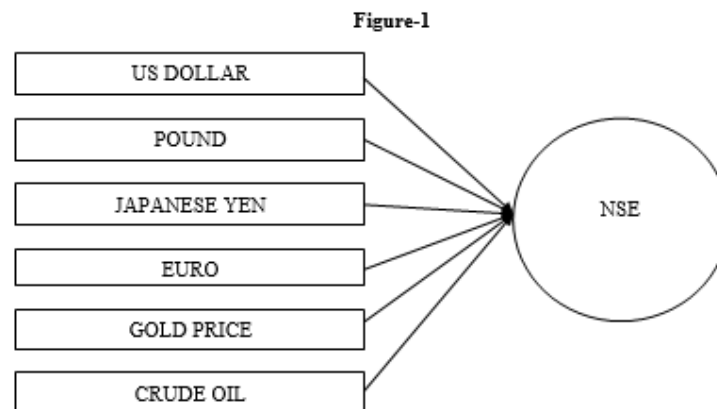 Figure-1
US DOLLAR
POUND
JAPANESE YEN
EURO
GOLD PRICE
CRUDE OIL
NSE